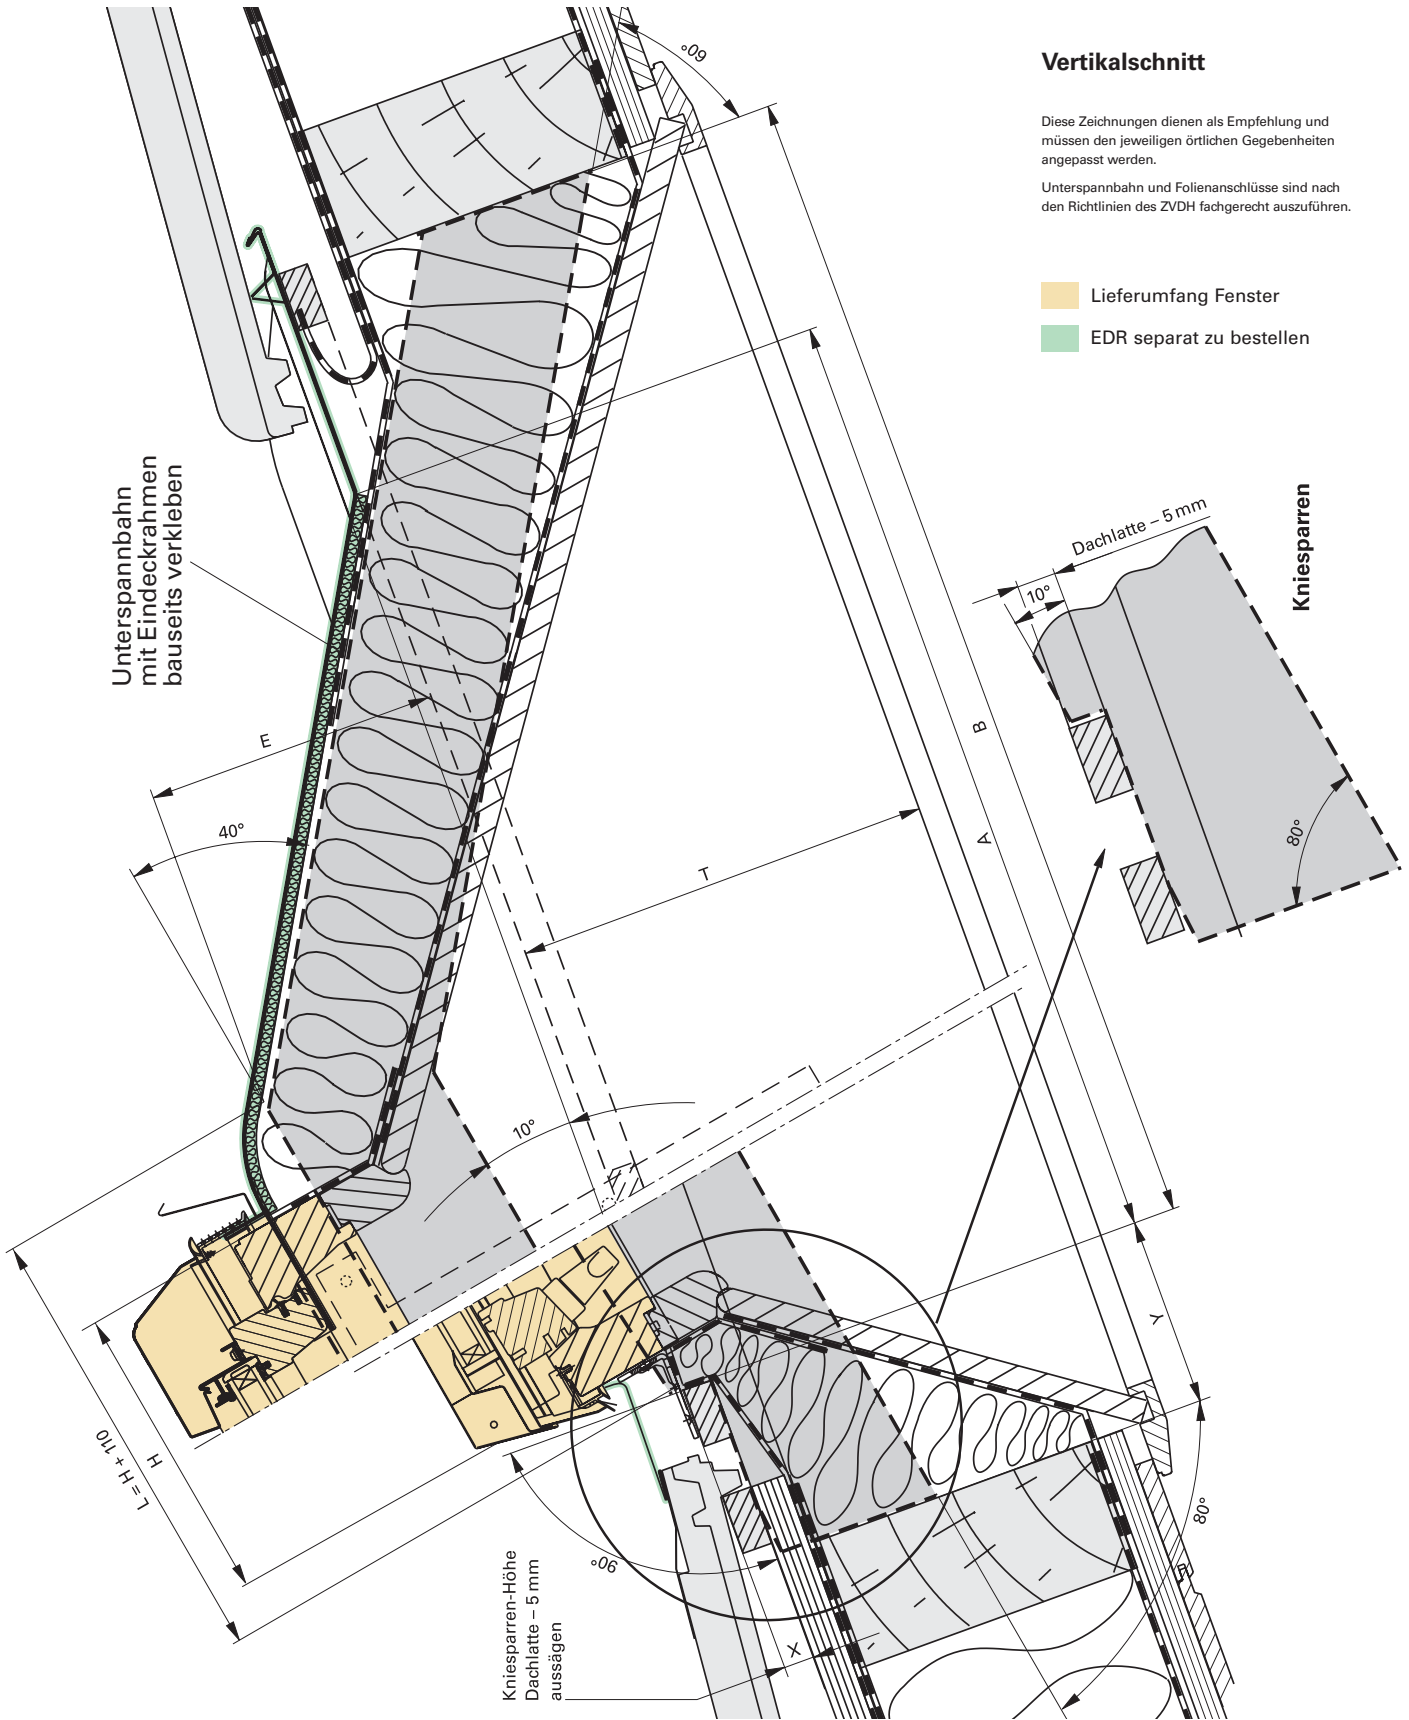 Vertikalschnitt
Diese Zeichnungen dienen als Empfehlung und
müssen den jeweiligen örtlichen Gegebenheiten
angepasst werden.
Unterspannbahn und Folienanschlüsse sind nach
den Richtlinien des ZVDH fachgerecht auszuführen.
Lieferumfang Fenster
EDR separat zu bestellen
60°
Unterspannbahn
mit Eindeckrahmen
bauseits verkleben
Kniesparren
Dachlatte – 5 mm
10°
80°
E
40°
B
A
T
10°
Y
H
L = H + 110
90°
80°
X
Kniesparren-Höhe
Dachlatte – 5 mm
aussägen